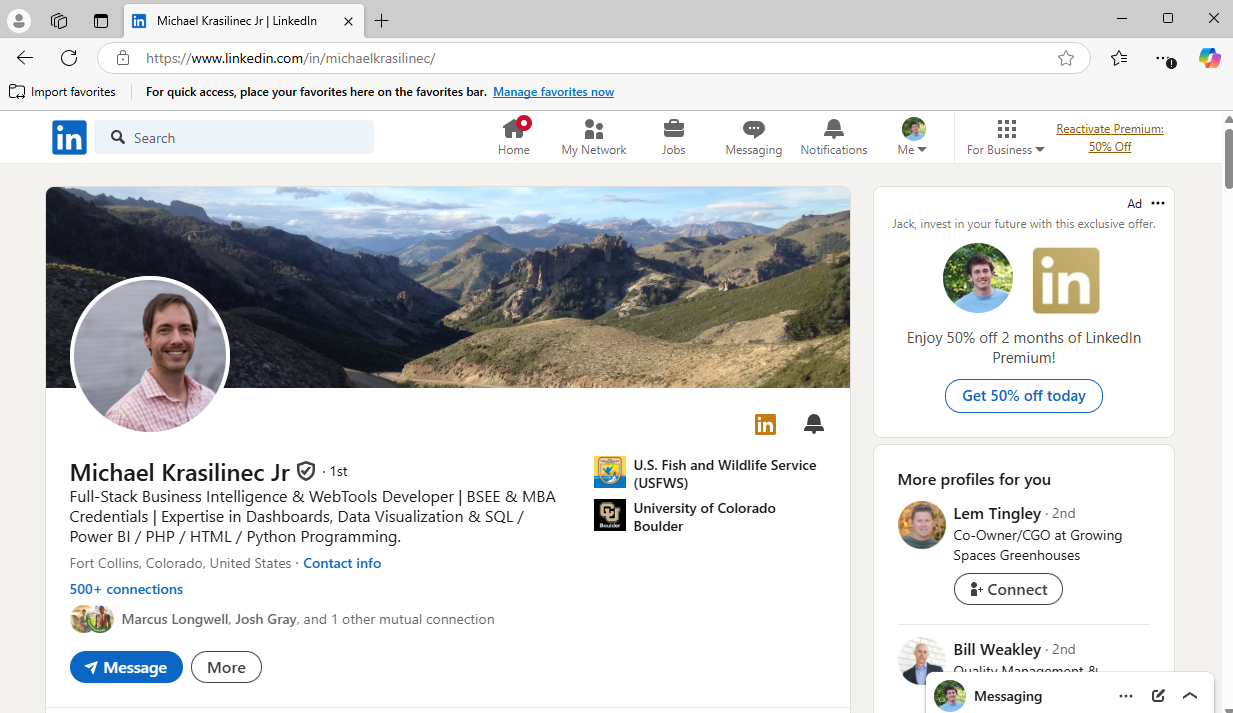 Michael Krasilinec Jr | LinkedIn
https://www.linkedin.com/in/michaelkrasilinec/
Import favorites
For quick access, place your favorites here on the favorites bar. Manage favorites now
in
Search
Home
My Network
Jobs
Messaging
Notifications
Me
For Business
Reactivate Premium:
50% Off
Ad
Jack, invest in your future with this exclusive offer.
in
Enjoy 50% off 2 months of LinkedIn
Premium!
Get 50% off today
in
Michael Krasilinec Jr · 1st
Full-Stack Business Intelligence & WebTools Developer | BSEE & MBA
Credentials | Expertise in Dashboards, Data Visualization & SQL /
Power BI / PHP / HTML / Python Programming.
Fort Collins, Colorado, United States · Contact info
500+ connections
Marcus Longwell, Josh Gray, and 1 other mutual connection
Message
More
U.S. Fish and Wildlife Service
(USFWS)
CU
Boulder
University of Colorado
Boulder
More profiles for you
Lem Tingley · 2nd
Co-Owner/CGO at Growing
Spaces Greenhouses
Connect
Bill Weakley · 2nd
Quality Management &
Messaging